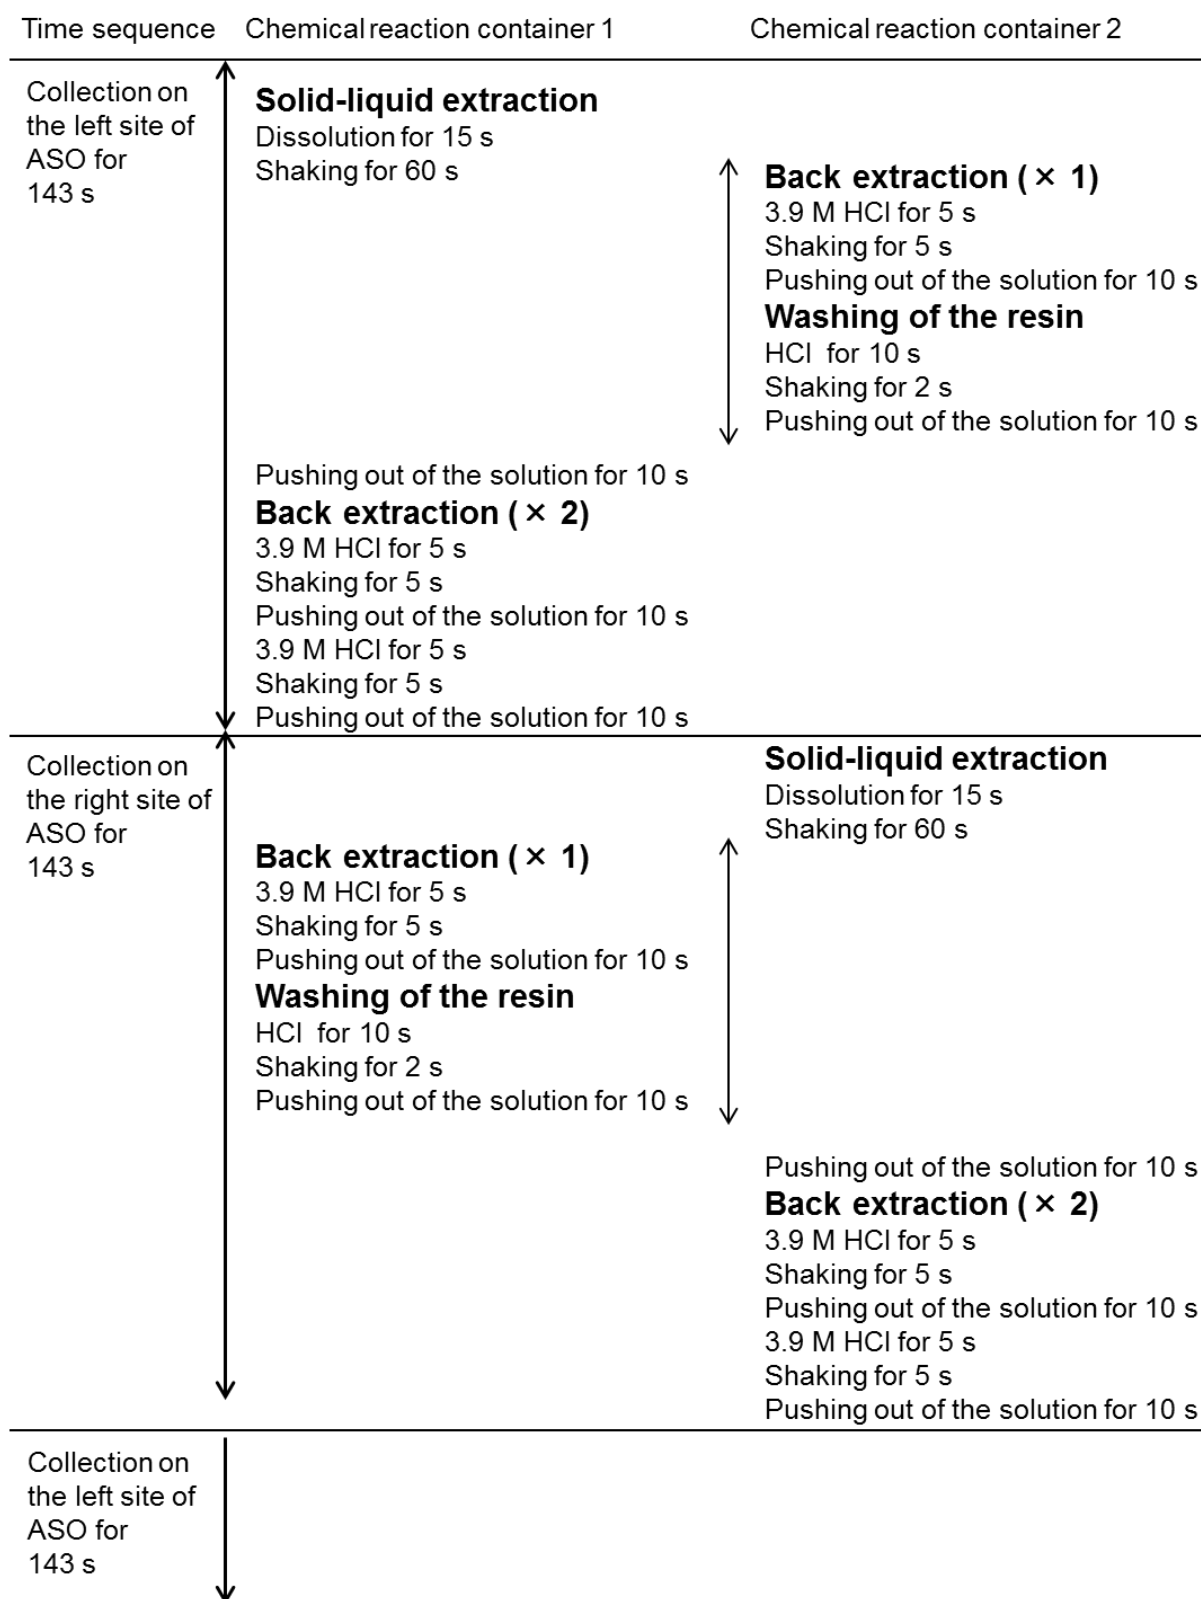 Time sequence
Chemical reaction container 1
Chemical reaction container 2
Collection on
the left site of
ASO for
143 s
Solid-liquid extraction
Dissolution for 15 s
Shaking for 60 s
Back extraction ( × 1)
3.9 M HCl for 5 s
Shaking for 5 s
Pushing out of the solution for 10 s
Washing of the resin
HCl for 10 s
Shaking for 2 s
Pushing out of the solution for 10 s
Pushing out of the solution for 10 s
Back extraction ( × 2)
3.9 M HCl for 5 s
Shaking for 5 s
Pushing out of the solution for 10 s
3.9 M HCl for 5 s
Shaking for 5 s
Pushing out of the solution for 10 s
Collection on
the right site of
ASO for
143 s
Solid-liquid extraction
Dissolution for 15 s
Shaking for 60 s
Back extraction ( × 1)
3.9 M HCl for 5 s
Shaking for 5 s
Pushing out of the solution for 10 s
Washing of the resin
HCl for 10 s
Shaking for 2 s
Pushing out of the solution for 10 s
Pushing out of the solution for 10 s
Back extraction ( × 2)
3.9 M HCl for 5 s
Shaking for 5 s
Pushing out of the solution for 10 s
3.9 M HCl for 5 s
Shaking for 5 s
Pushing out of the solution for 10 s
Collection on
the left site of
ASO for
143 s